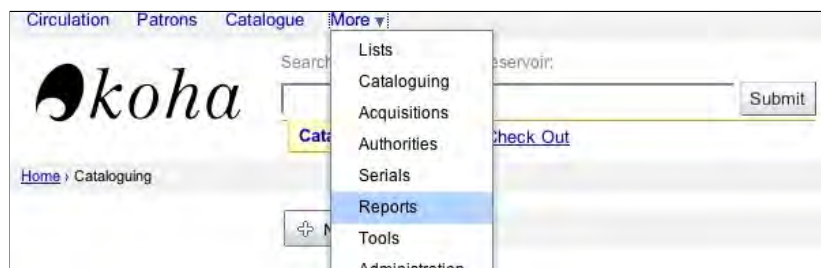 Circulation Patrons Catalogue More ▼
Lists
Search eservoir:
Cataloguing
koha
Submit
Acquisitions
Authorities
Check Out
Home › Cataloguing
Serials
Reports
Tools
Administration